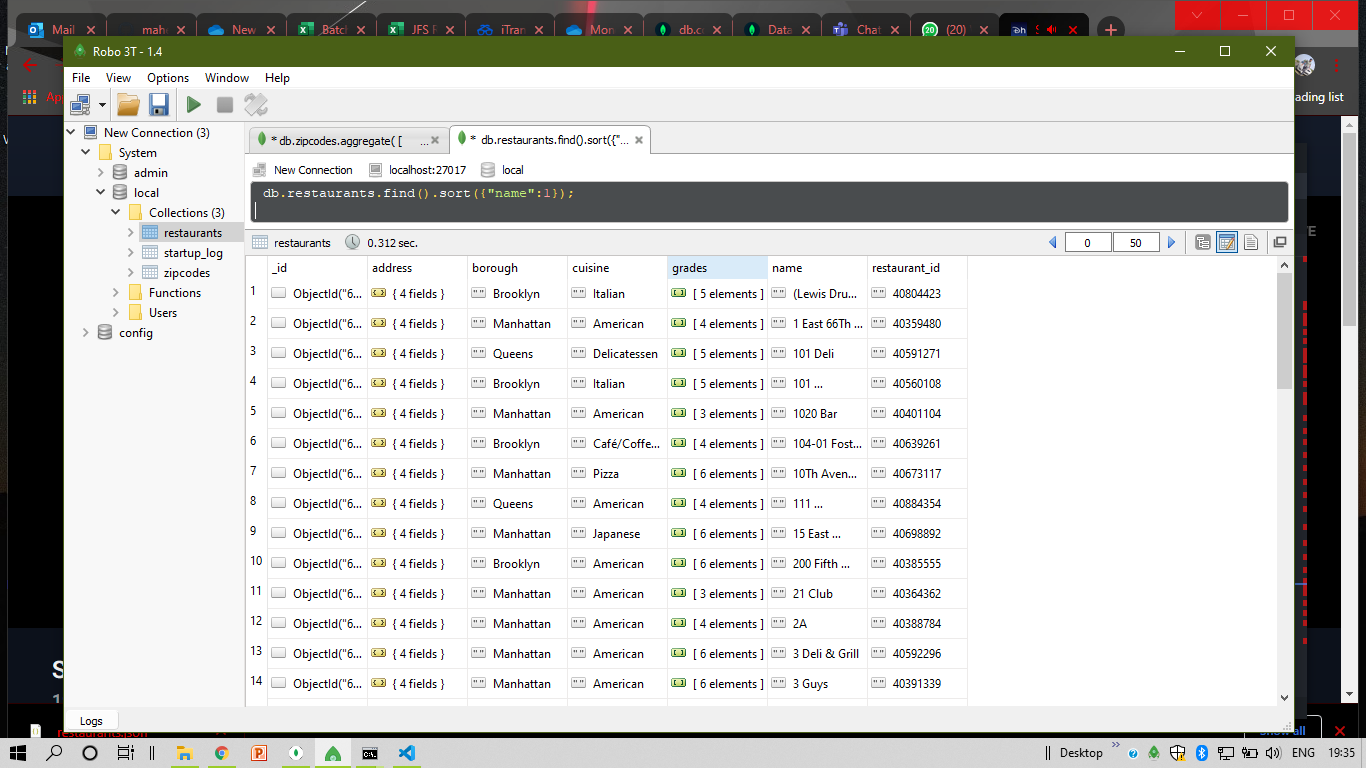 Mail
mah
New
Batcl
JFS F
iTran
Mon
db.cı
Data
Chat
20 (20)
Robo 3T - 1.4
File View Options Window Help
ading list
New Connection (3)
System
admin
local
Collections (3)
restaurants
startup_log
zipcodes
Functions
Users
config
* db.zipcodes.aggregate( [ ...
* db.restaurants.find().sort({"...
New Connection localhost:27017 local
db.restaurants.find().sort({"name":1});
restaurants 0.312 sec. 0 50
_id address borough cuisine grades name restaurant_id
1 ObjectId("6... { 4 fields } Brooklyn Italian [ 5 elements ] (Lewis Dru... 40804423
2 ObjectId("6... { 4 fields } Manhattan American [ 4 elements ] 1 East 66Th ... 40359480
3 ObjectId("6... { 4 fields } Queens Delicatessen [ 5 elements ] 101 Deli 40591271
4 ObjectId("6... { 4 fields } Brooklyn Italian [ 5 elements ] 101 ... 40560108
5 ObjectId("6... { 4 fields } Manhattan American [ 3 elements ] 1020 Bar 40401104
6 ObjectId("6... { 4 fields } Brooklyn Café/Coffe... [ 4 elements ] 104-01 Fost... 40639261
7 ObjectId("6... { 4 fields } Manhattan Pizza [ 6 elements ] 10Th Aven... 40673117
8 ObjectId("6... { 4 fields } Queens American [ 4 elements ] 111 ... 40884354
9 ObjectId("6... { 4 fields } Manhattan Japanese [ 6 elements ] 15 East ... 40698892
10 ObjectId("6... { 4 fields } Brooklyn American [ 6 elements ] 200 Fifth ... 40385555
11 ObjectId("6... { 4 fields } Manhattan American [ 3 elements ] 21 Club 40364362
12 ObjectId("6... { 4 fields } Manhattan American [ 4 elements ] 2A 40388784
13 ObjectId("6... { 4 fields } Manhattan American [ 6 elements ] 3 Deli & Grill 40592296
14 ObjectId("6... { 4 fields } Manhattan American [ 6 elements ] 3 Guys 40391339
Logs
restaurants.json
Show all
Desktop
ENG 19:35